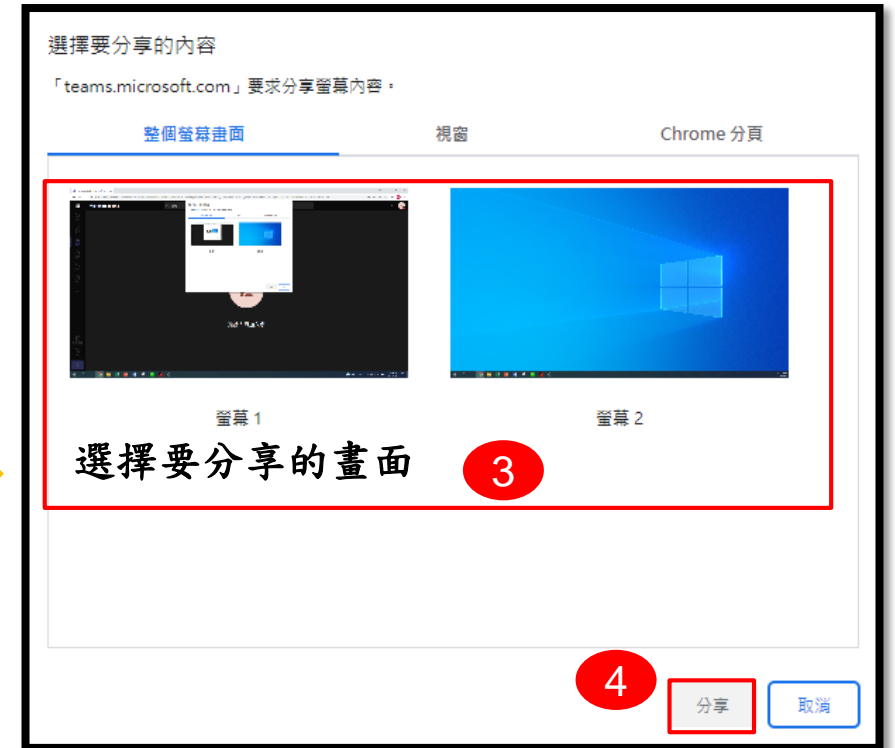 選擇要分享的內容
「teams.microsoft.com」要求分享螢幕內容。
整個螢幕畫面 視窗 Chrome 分頁
螢幕 1 螢幕 2
選擇要分享的畫面 3
4
分享 取消